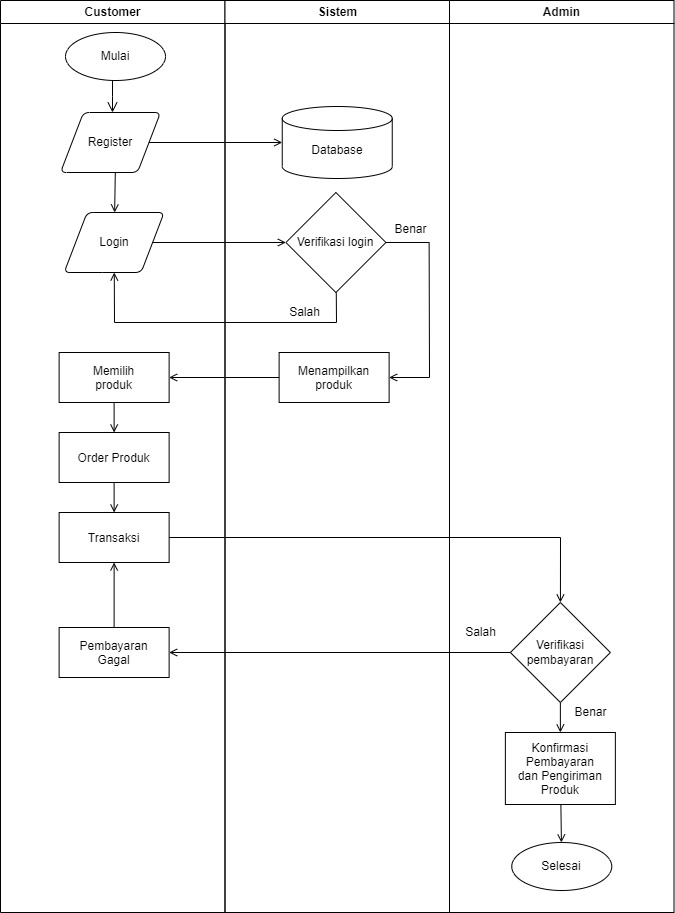 Customer
Sistem
Admin
Mulai
Register
Database
Login
Verifikasi login
Benar
Salah
Memilih
produk
Menampilkan
produk
Order Produk
Transaksi
Salah
Verifikasi
pembayaran
Pembayaran
Gagal
Benar
Konfirmasi
Pembayaran
dan Pengiriman
Produk
Selesai